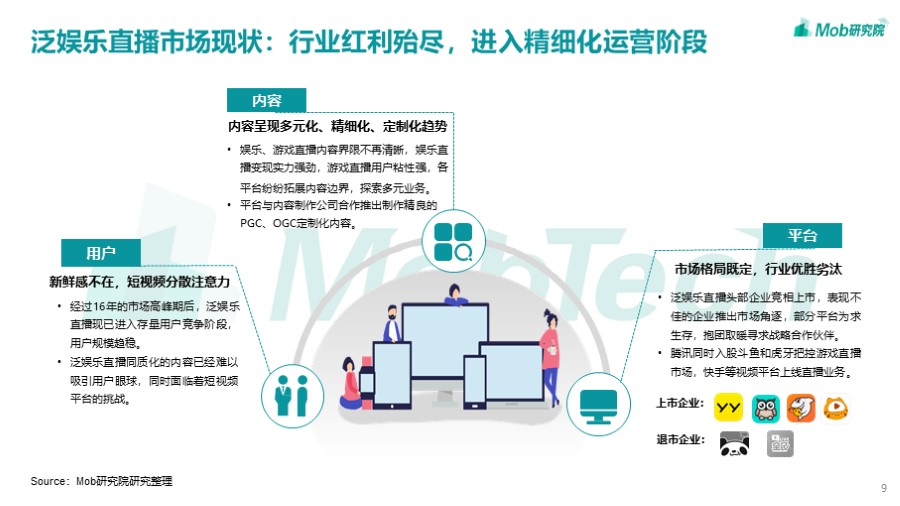 泛娱乐直播市场现状：行业红利殆尽，进入精细化运营阶段
Mob研究院
内容
内容呈现多元化、精细化、定制化趋势
• 娱乐、游戏直播内容界限不再清晰，娱乐直
播变现实力强劲，游戏直播用户粘性强，各
平台纷纷拓展内容边界，探索多元业务。
• 平台与内容制作公司合作推出制作精良的
PGC、OGC定制化内容。
用户
新鲜感不在，短视频分散注意力
• 经过16年的市场高峰期后，泛娱乐
直播现已进入存量用户竞争阶段，
用户规模趋稳。
• 泛娱乐直播同质化的内容已经难以
吸引用户眼球，同时面临着短视频
平台的挑战。
平台
市场格局既定，行业优胜劣汰
• 泛娱乐直播头部企业竞相上市，表现不
佳的企业推出市场角逐，部分平台为求
生存，抱团取暖寻求战略合作伙伴。
• 腾讯同时入股斗鱼和虎牙把控游戏直播
市场，快手等视频平台上线直播业务。
上市企业：
YY
退市企业：
MobTech
Source：Mob研究院研究整理
9